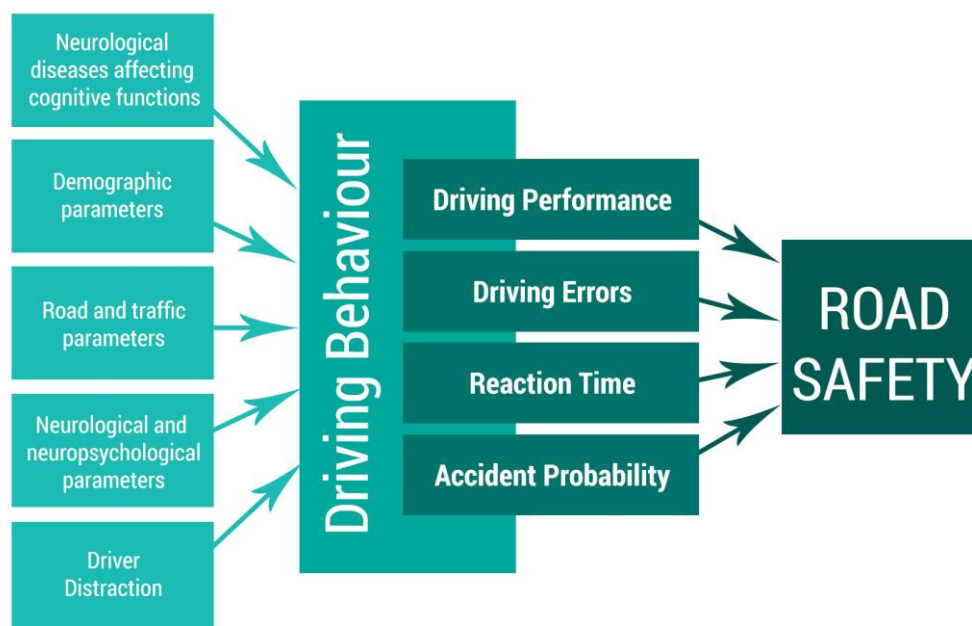 Neurological
diseases affecting
cognitive functions
Demographic
parameters
Road and traffic
parameters
Neurological and
neuropsychological
parameters
Driver
Distraction
Driving Behaviour
Driving Performance
Driving Errors
Reaction Time
Accident Probability
ROAD
SAFETY